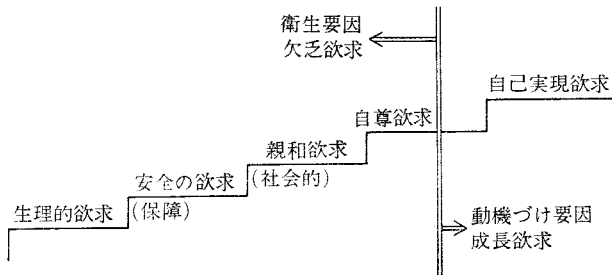 衛生要因
欠乏欲求
自己実現欲求
自尊欲求
親和欲求
(社会的)
安全の欲求
(保障)
生理的欲求
動機づけ要因
成長欲求